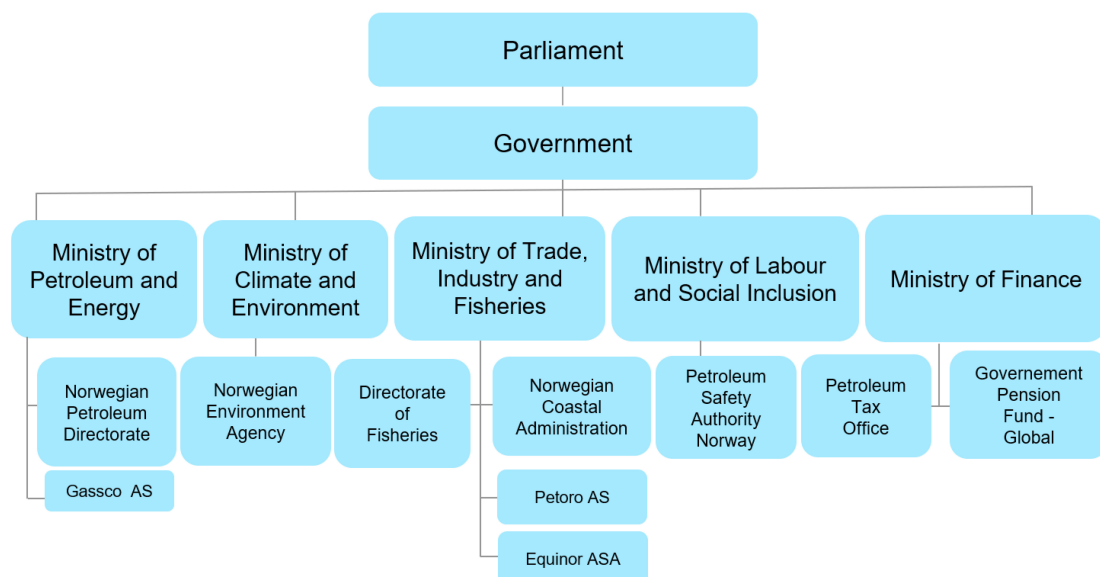 Parliament
Government
Ministry of
Petroleum and
Energy
Ministry of
Climate and
Environment
Ministry of Trade,
Industry and
Fisheries
Ministry of Labour
and Social Inclusion
Ministry of Finance
Norwegian
Petroleum
Directorate
Norwegian
Environment
Agency
Directorate
of
Fisheries
Norwegian
Coastal
Administration
Petroleum
Safety
Authority
Norway
Petroleum
Tax
Office
Governement
Pension
Fund -
Global
Gassco AS
Petoro AS
Equinor ASA